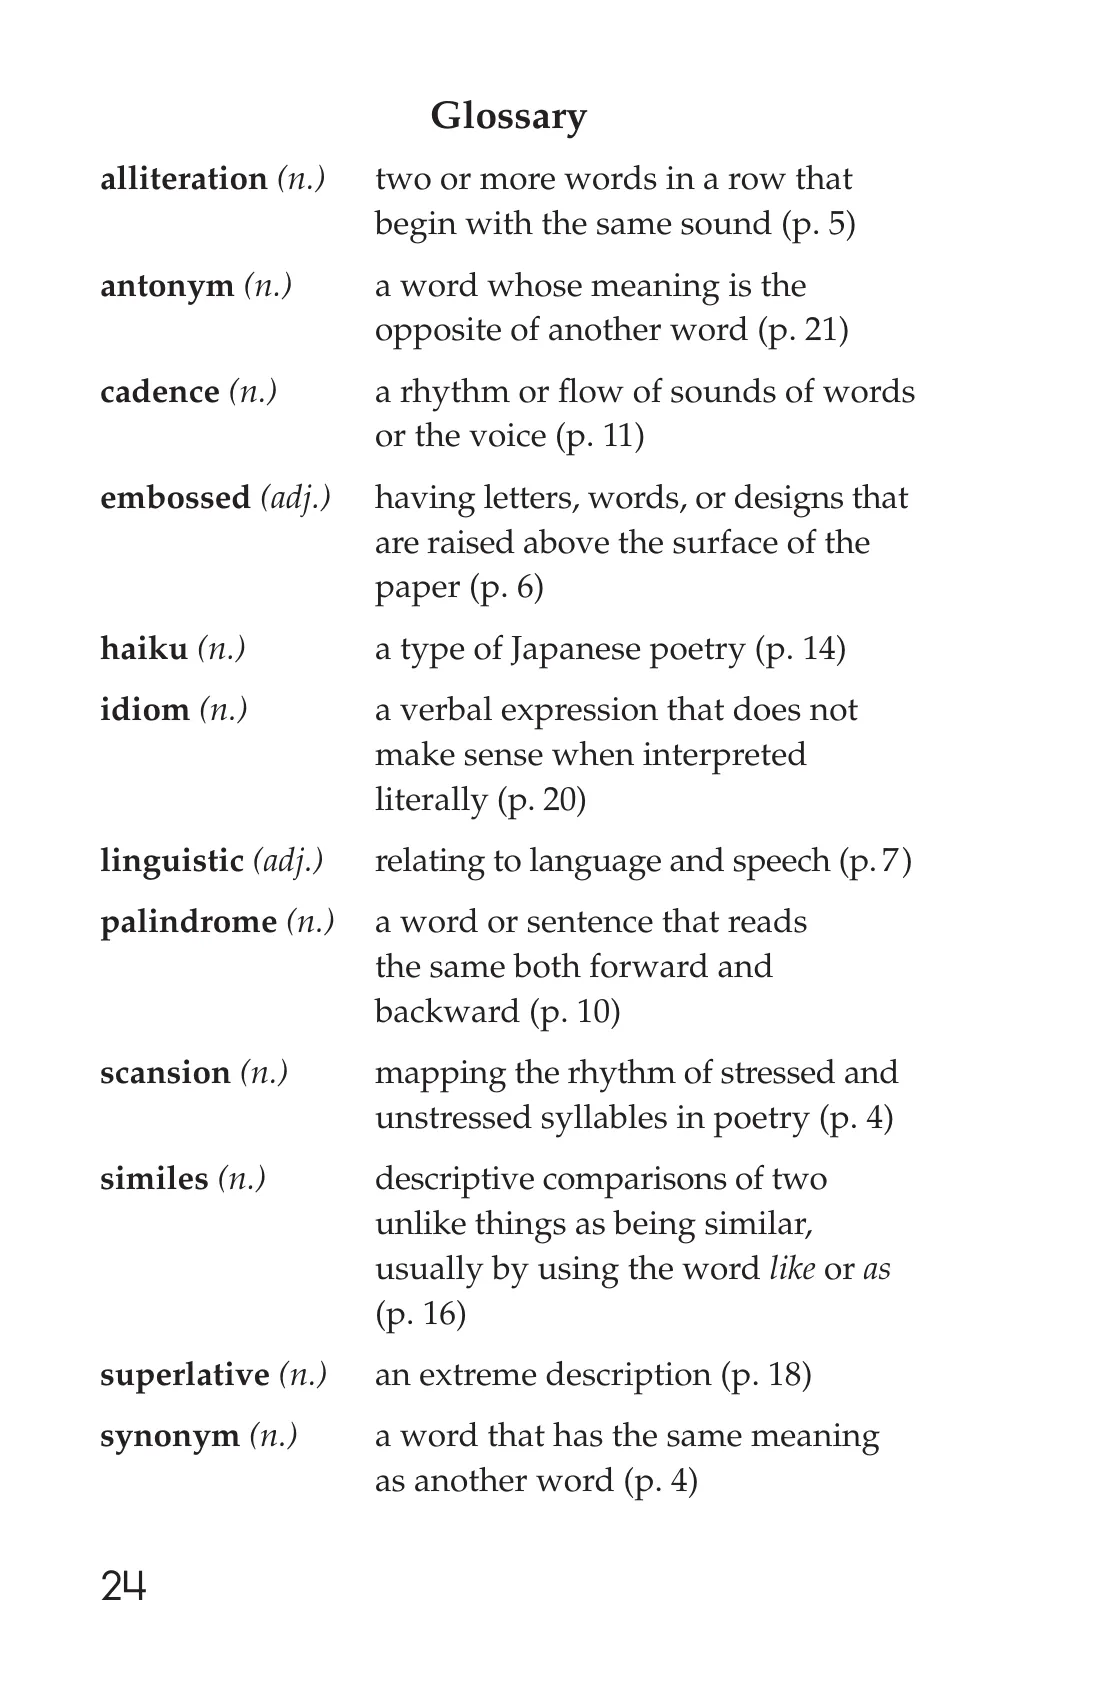 Glossary
alliteration (n.) two or more words in a row that
begin with the same sound (p. 5)
antonym (n.) a word whose meaning is the
opposite of another word (p. 21)
cadence (n.) a rhythm or flow of sounds of words
or the voice (p. 11)
embossed (adj.) having letters, words, or designs that
are raised above the surface of the
paper (p. 6)
haiku (n.) a type of Japanese poetry (p. 14)
idiom (n.) a verbal expression that does not
make sense when interpreted
literally (p. 20)
linguistic (adj.) relating to language and speech (p. 7)
palindrome (n.) a word or sentence that reads
the same both forward and
backward (p. 10)
scansion (n.) mapping the rhythm of stressed and
unstressed syllables in poetry (p. 4)
similes (n.) descriptive comparisons of two
unlike things as being similar,
usually by using the word like or as
(p. 16)
superlative (n.) an extreme description (p. 18)
synonym (n.) a word that has the same meaning
as another word (p. 4)
24